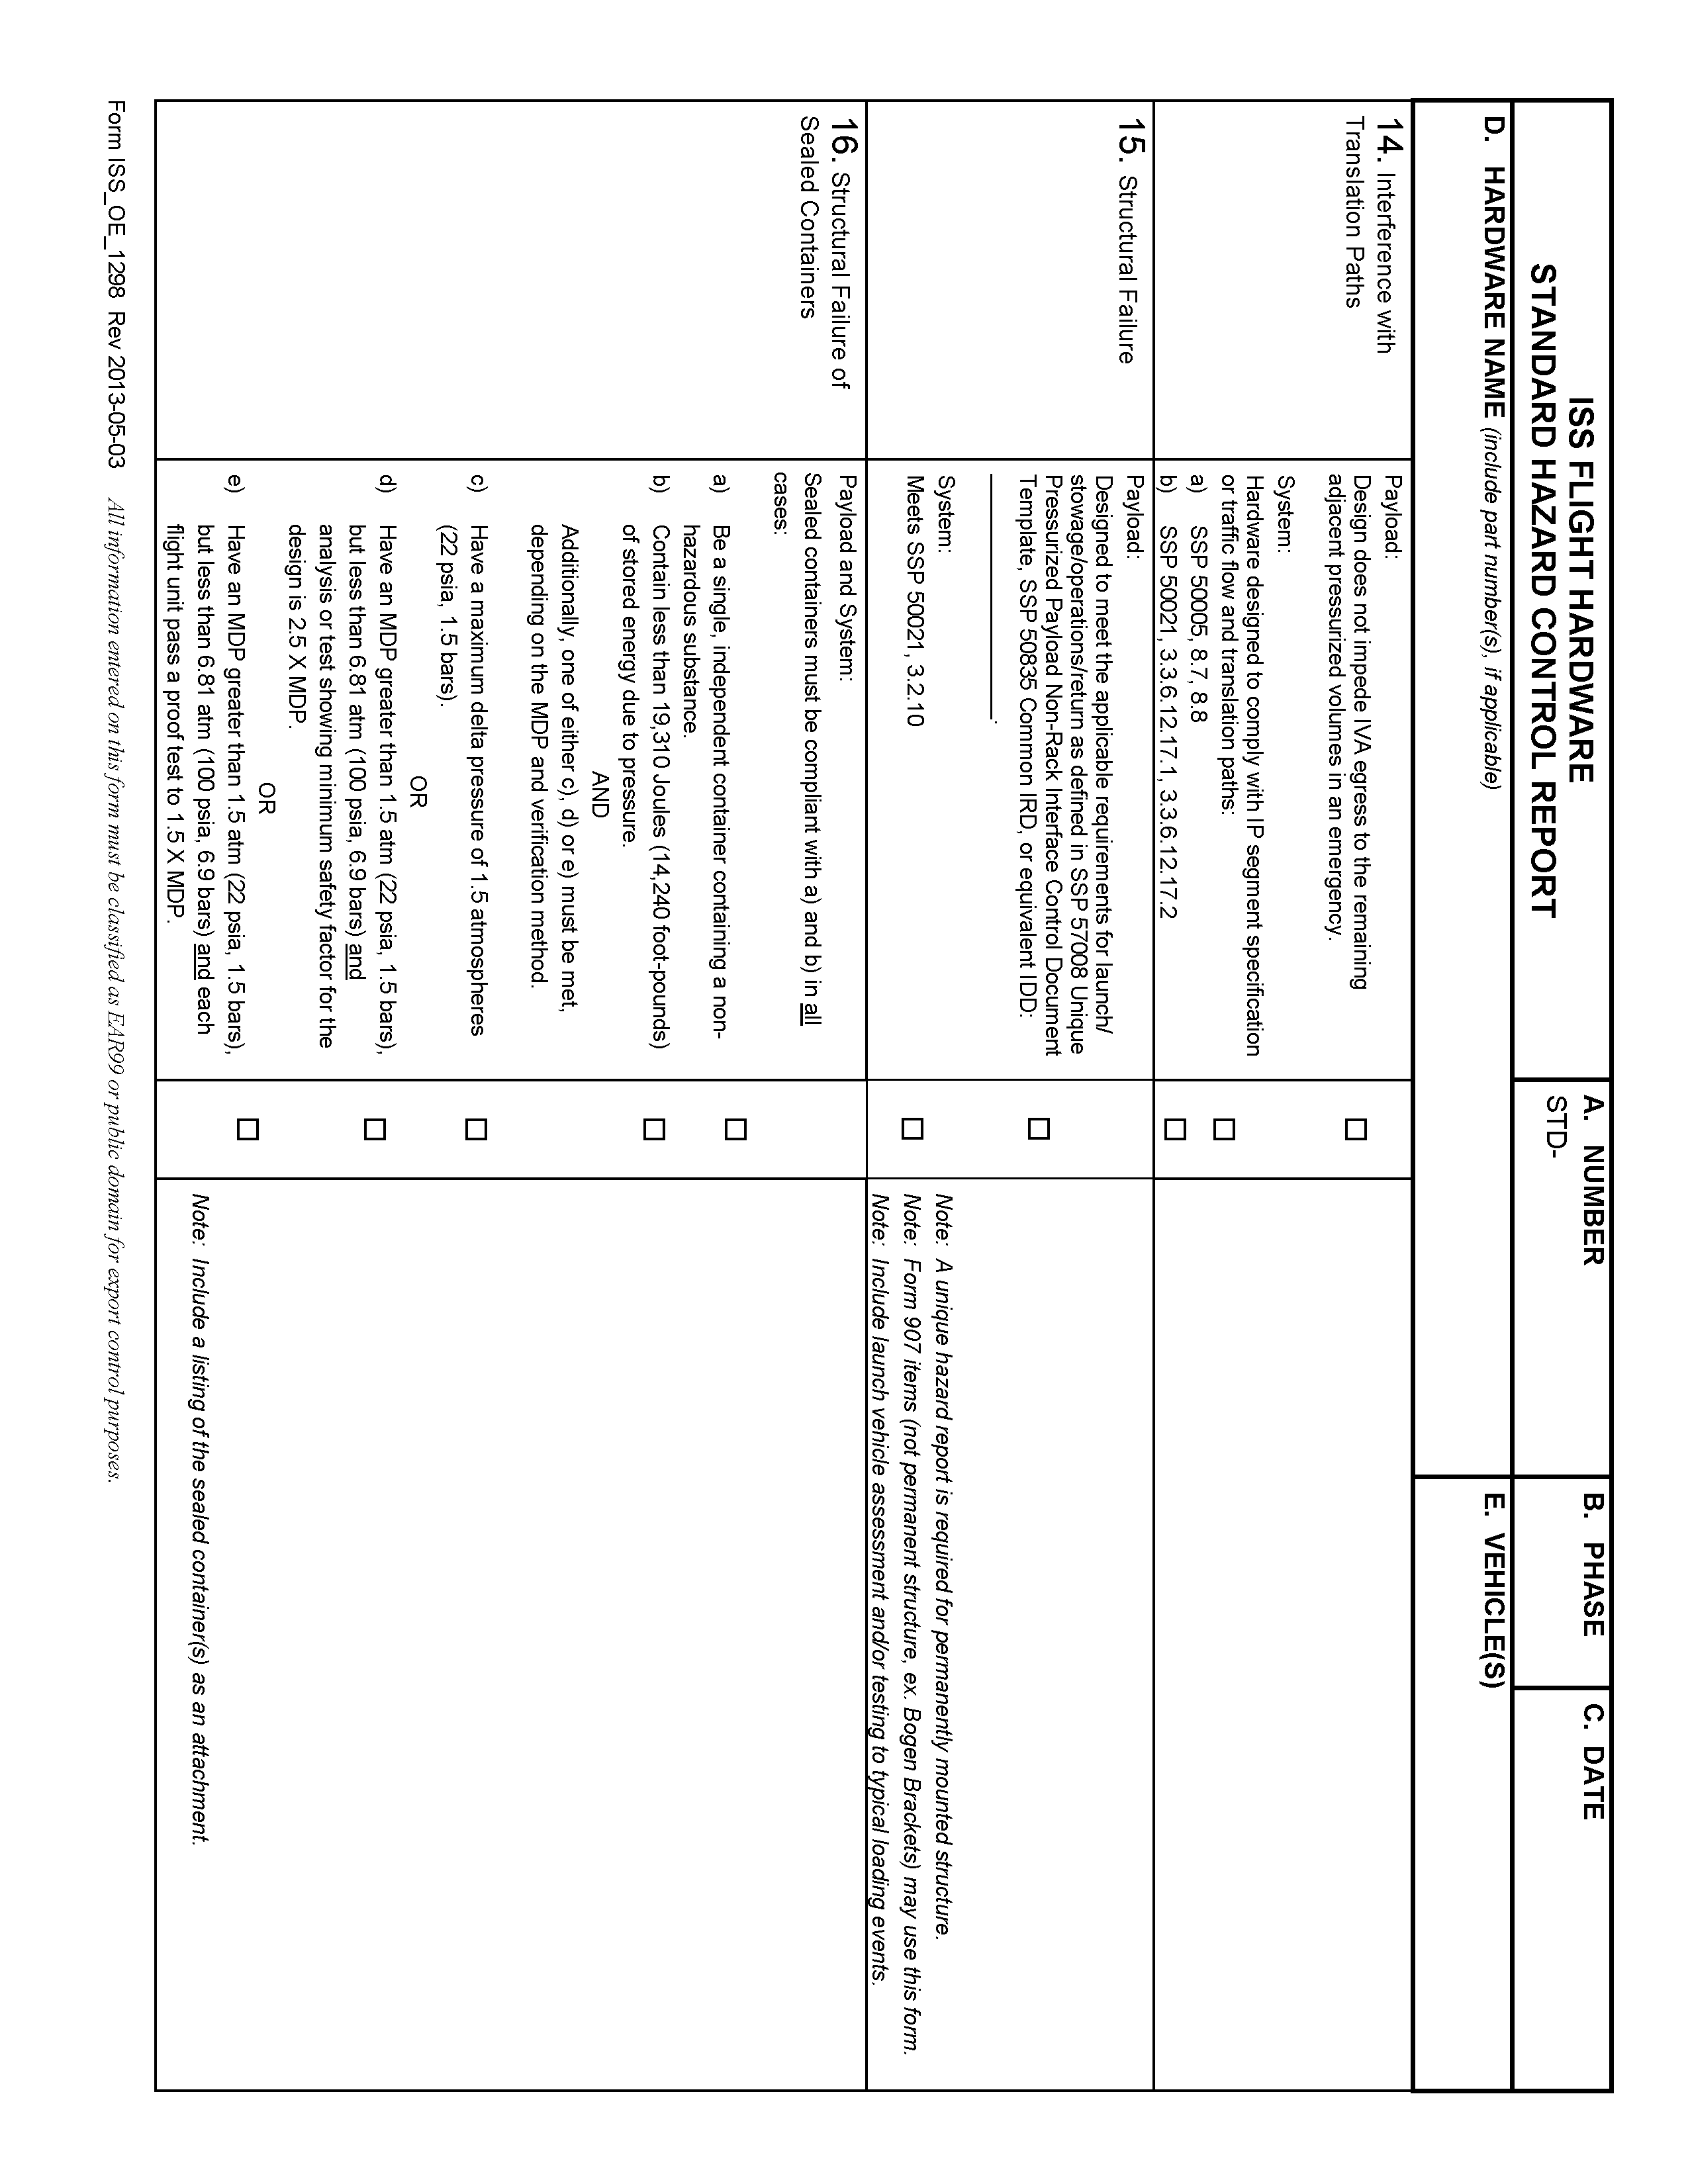 ISS FLIGHT HARDWARE
STANDARD HAZARD CONTROL REPORT
A. NUMBER
STD-
B. PHASE
C. DATE
D. HARDWARE NAME (include part number(s), if applicable)
E. VEHICLE(S)
14. Interference with
Translation Paths
Payload:
Design does not impede IVA egress to the remaining
adjacent pressurized volumes in an emergency.
System:
Hardware designed to comply with IP segment specification
or traffic flow and translation paths:
a) SSP 50005, 8.7, 8.8
b) SSP 50021, 3.3.6.12.17.1, 3.3.6.12.17.2
15. Structural Failure
Payload:
Designed to meet the applicable requirements for launch/
stowage/operations/return as defined in SSP 57008 Unique
Pressurized Payload Non-Rack Interface Control Document
Template, SSP 50835 Common IRD, or equivalent IDD:
____________________.
System:
Meets SSP 50021, 3.2.10
Note: A unique hazard report is required for permanently mounted structure.
Note: Form 907 items (not permanent structure, ex. Bogen Brackets) may use this form.
Note: Include launch vehicle assessment and/or testing to typical loading events.
16. Structural Failure of
Sealed Containers
Payload and System:
Sealed containers must be compliant with a) and b) in all
cases:
a) Be a single, independent container containing a non-
hazardous substance.
b) Contain less than 19,310 Joules (14,240 foot-pounds)
of stored energy due to pressure.
AND
Additionally, one of either c), d) or e) must be met,
depending on the MDP and verification method.
c) Have a maximum delta pressure of 1.5 atmospheres
(22 psia, 1.5 bars).
OR
d) Have an MDP greater than 1.5 atm (22 psia, 1.5 bars),
but less than 6.81 atm (100 psia, 6.9 bars) and
analysis or test showing minimum safety factor for the
design is 2.5 X MDP.
OR
e) Have an MDP greater than 1.5 atm (22 psia, 1.5 bars),
but less than 6.81 atm (100 psia, 6.9 bars) and each
flight unit pass a proof test to 1.5 X MDP.
Note: Include a listing of the sealed container(s) as an attachment.
Form ISS_OE_1298 Rev 2013-05-03 All information entered on this form must be classified as EAR99 or public domain for export control purposes.